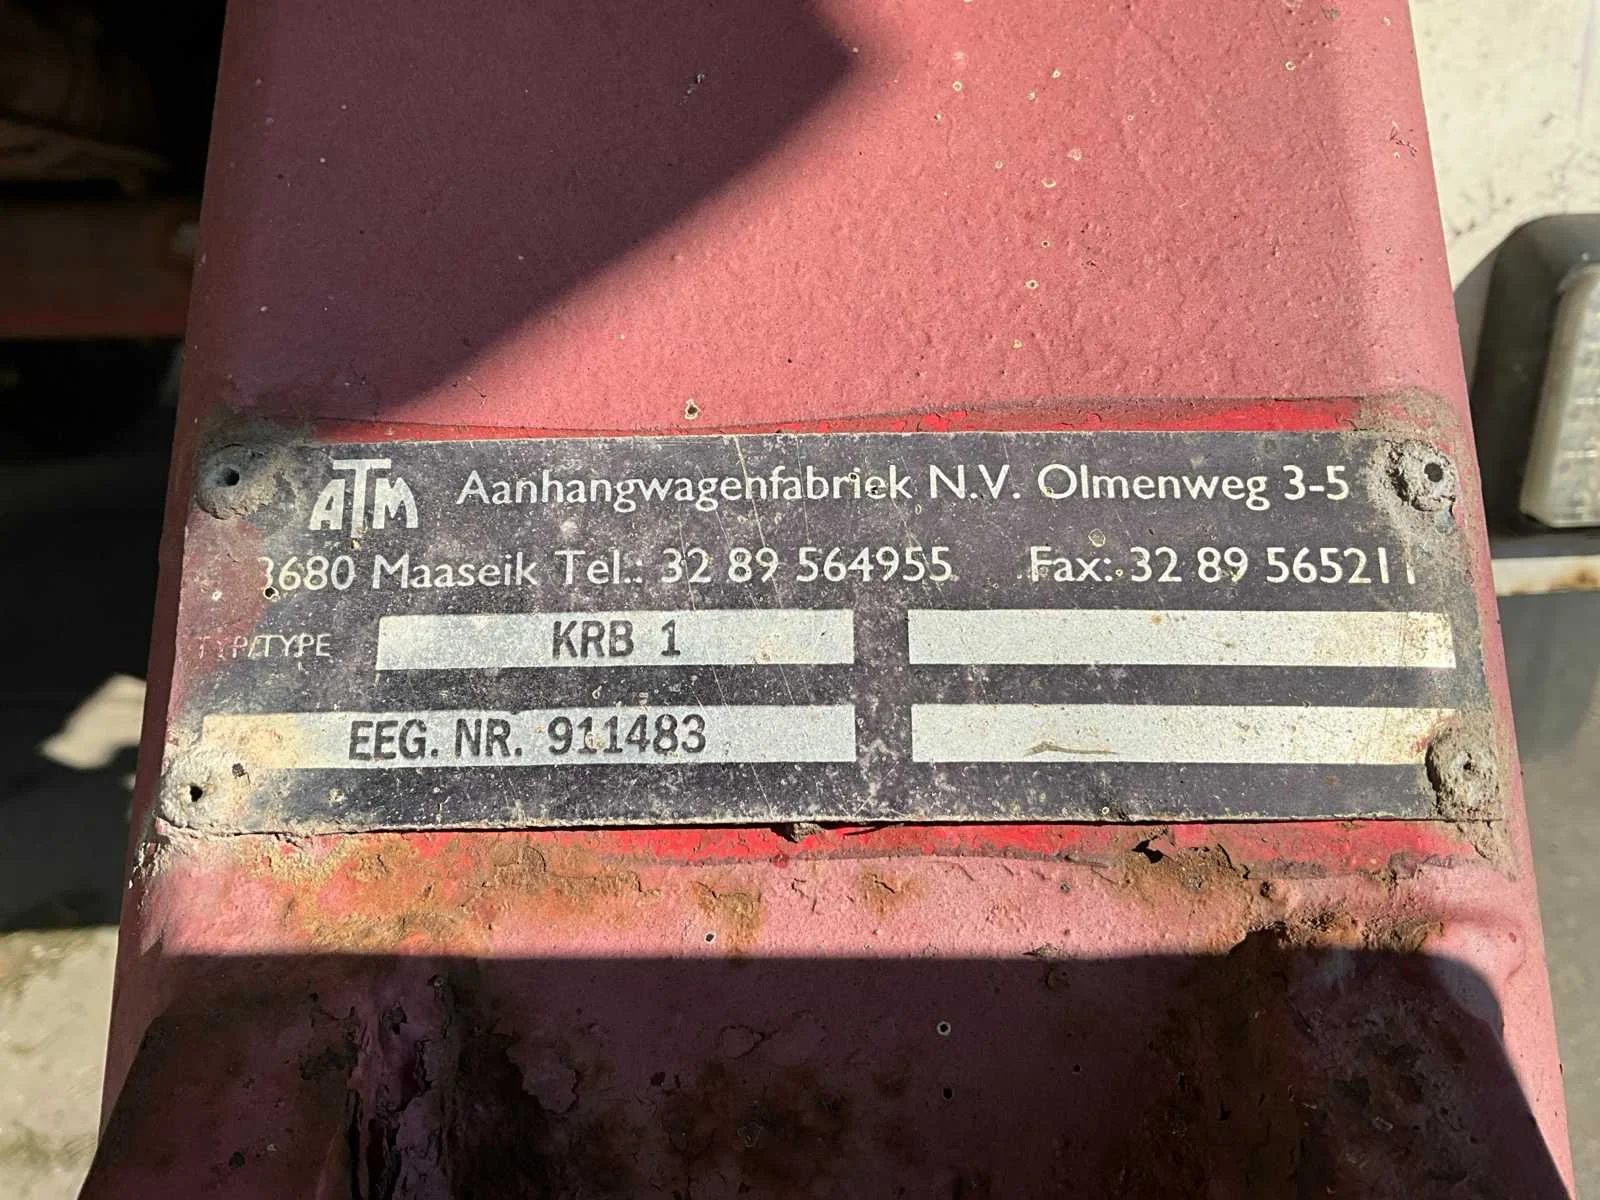 ATM Aanhangwagenfabriek N.V. Olmenweg 3-5
3680 Maaseik Tel.: 32 89 564955 Fax: 32 89 565211
TYPE/TYPE KRB 1
EEG. NR. 911483